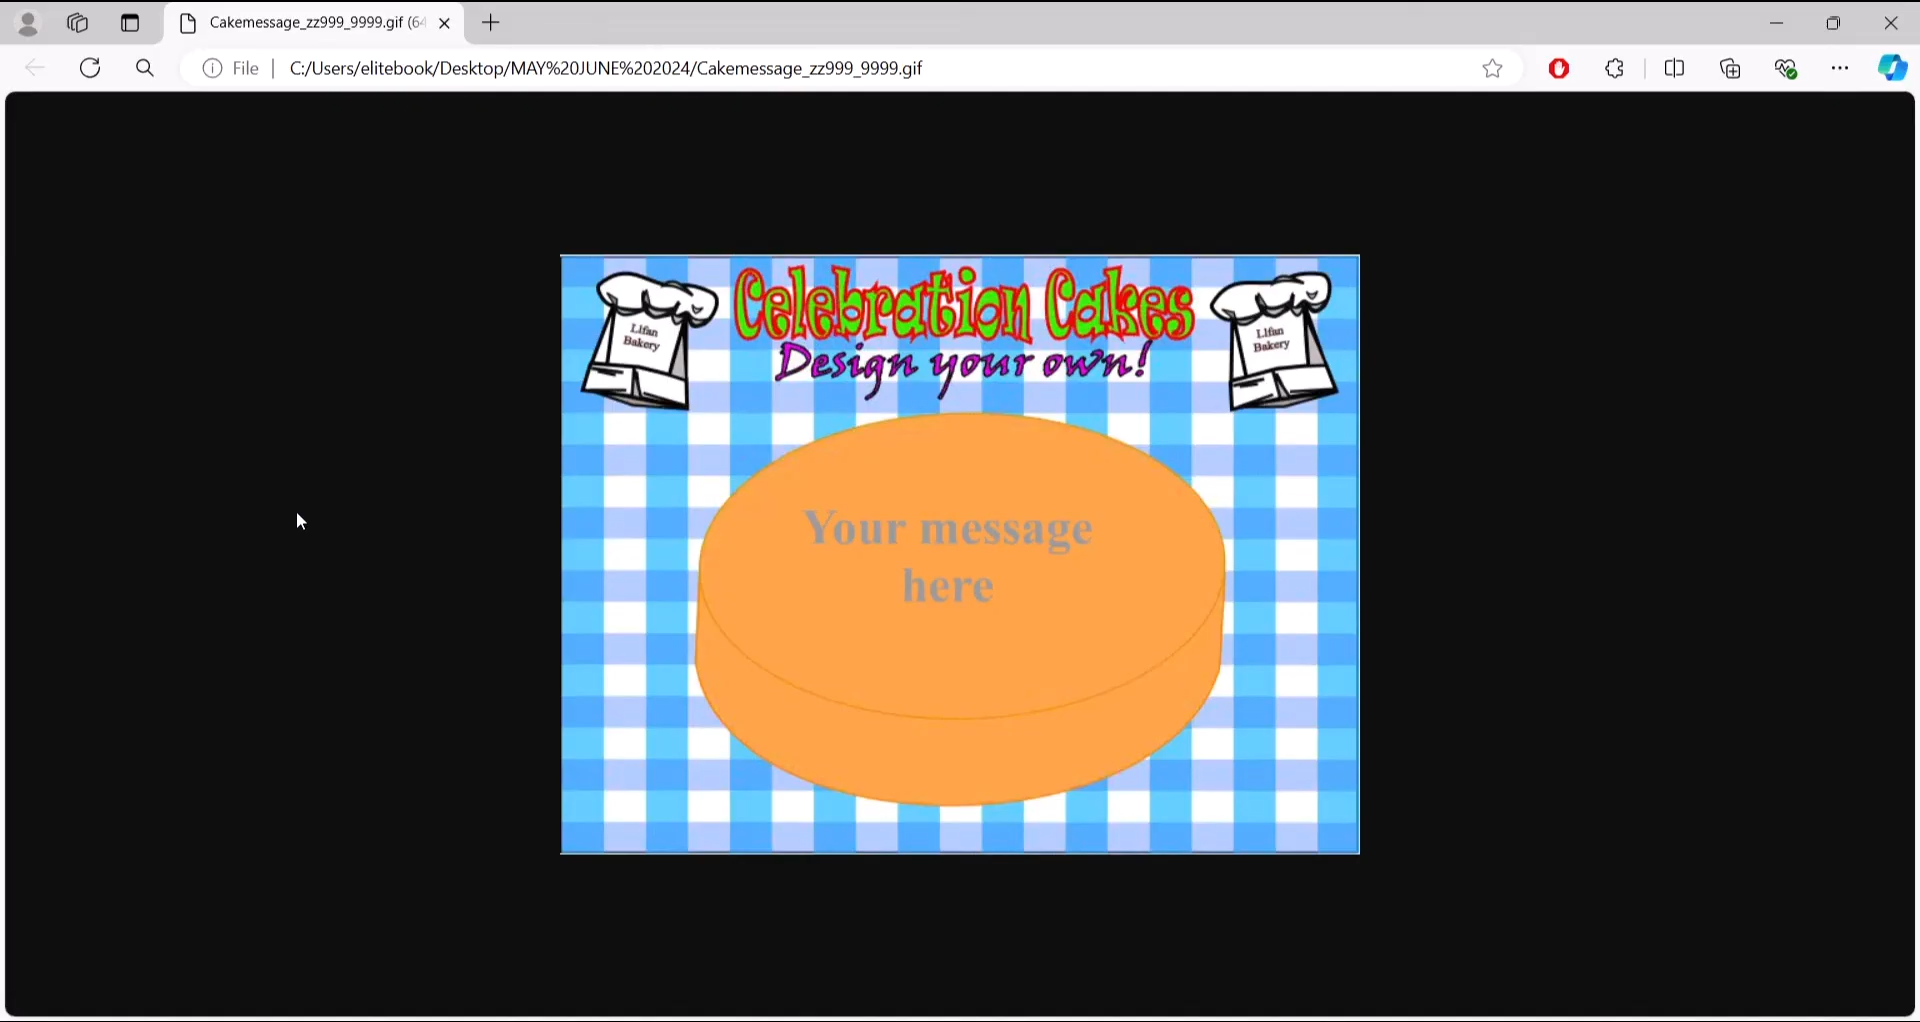 Cakemessage_zz999_9999.gif (64
File
C:/Users/elitebook/Desktop/MAY%20JUNE%202024/Cakemessage_zz999_9999.gif
Celebration Cakes
Design your own!
Llfan
Bakery
Llfan
Bakery
Your message
here